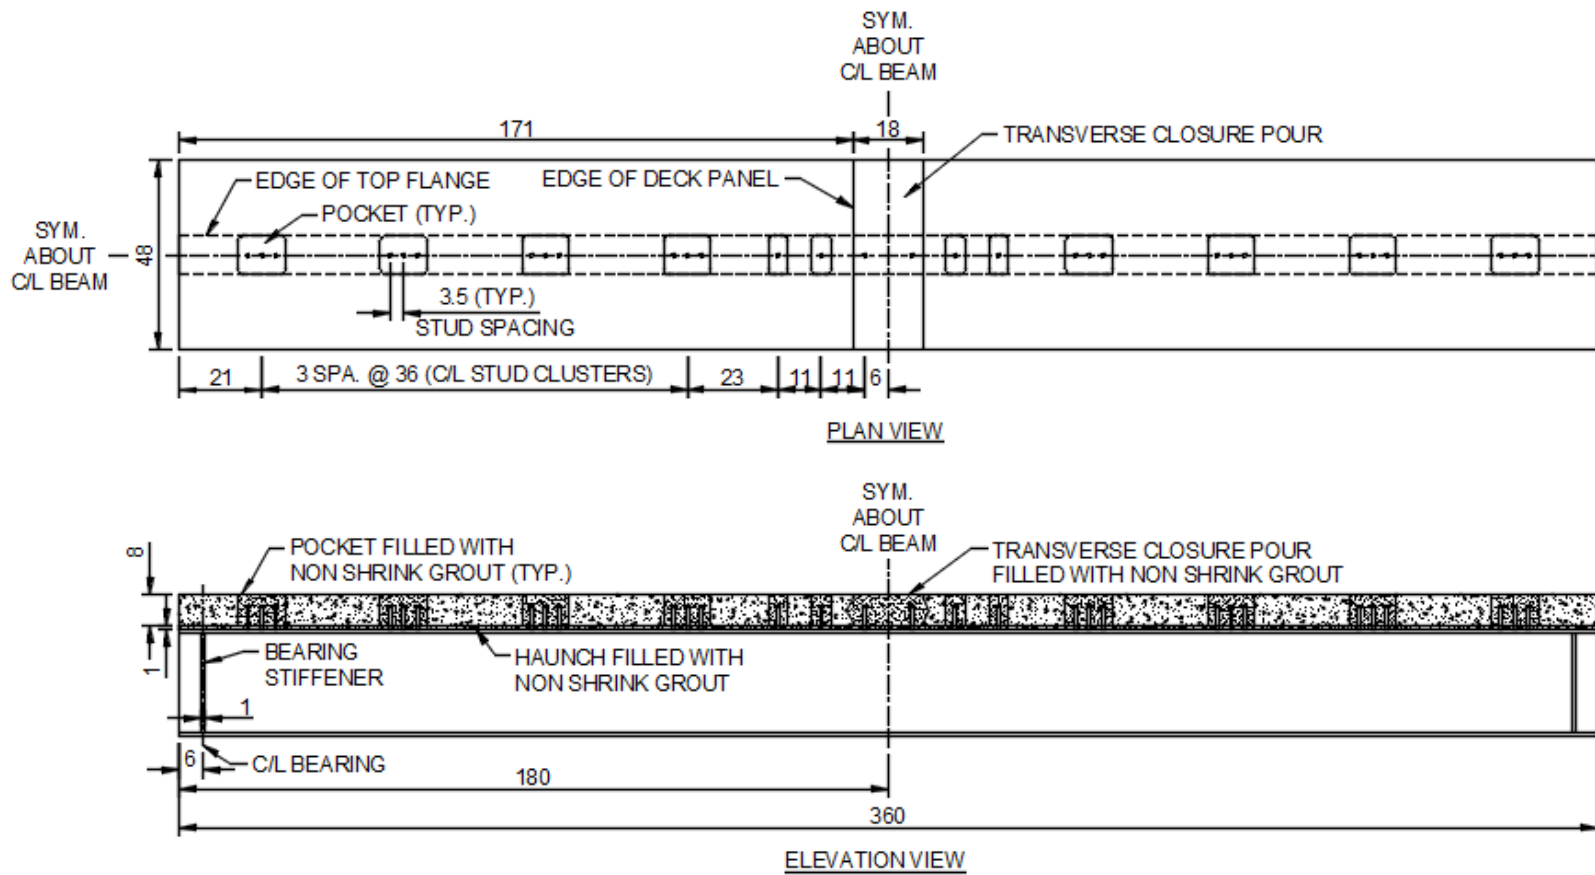 SYM.
ABOUT
C/L BEAM
171
18
TRANSVERSE CLOSURE POUR
EDGE OF TOP FLANGE
EDGE OF DECK PANEL
POCKET (TYP.)
SYM.
ABOUT
C/L BEAM
48
3.5 (TYP.)
STUD SPACING
21
3 SPA. @ 36 (C/L STUD CLUSTERS)
23
11
11
6
PLAN VIEW
SYM.
ABOUT
C/L BEAM
8
POCKET FILLED WITH
NON SHRINK GROUT (TYP.)
TRANSVERSE CLOSURE POUR
FILLED WITH NON SHRINK GROUT
1
BEARING
STIFFENER
HAUNCH FILLED WITH
NON SHRINK GROUT
1
6
C/L BEARING
180
360
ELEVATION VIEW